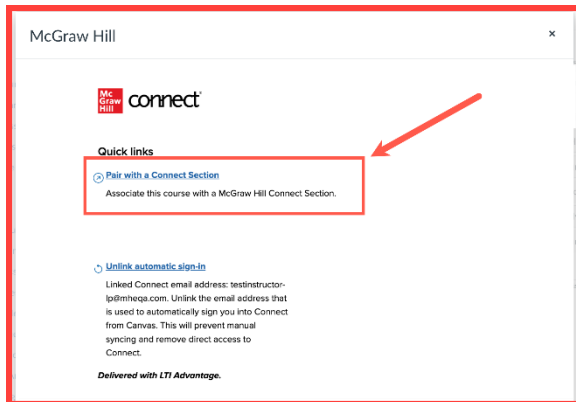 McGraw Hill
×
Mc
Graw
Hill
connect
Quick links
Pair with a Connect Section
Associate this course with a McGraw Hill Connect Section.
Unlink automatic sign-in
Linked Connect email address: testinstructor-
lp@mheqa.com. Unlink the email address that
is used to automatically sign you into Connect
from Canvas. This will prevent manual
syncing and remove direct access to
Connect.
Delivered with LTI Advantage.